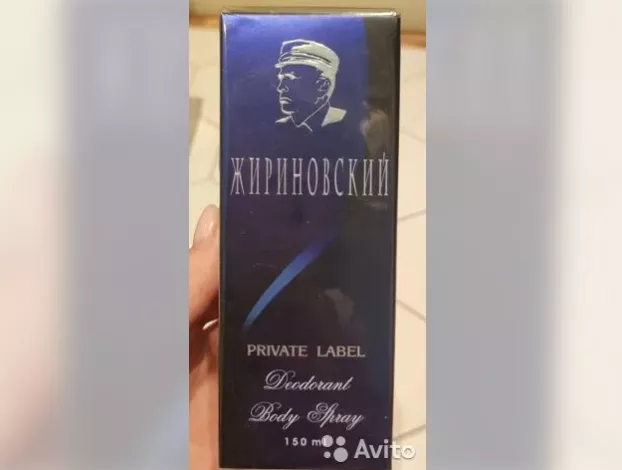 ЖИРИНОВСКИЙ
PRIVATE LABEL
Deodorant
Body Spray
150 ml
Avito